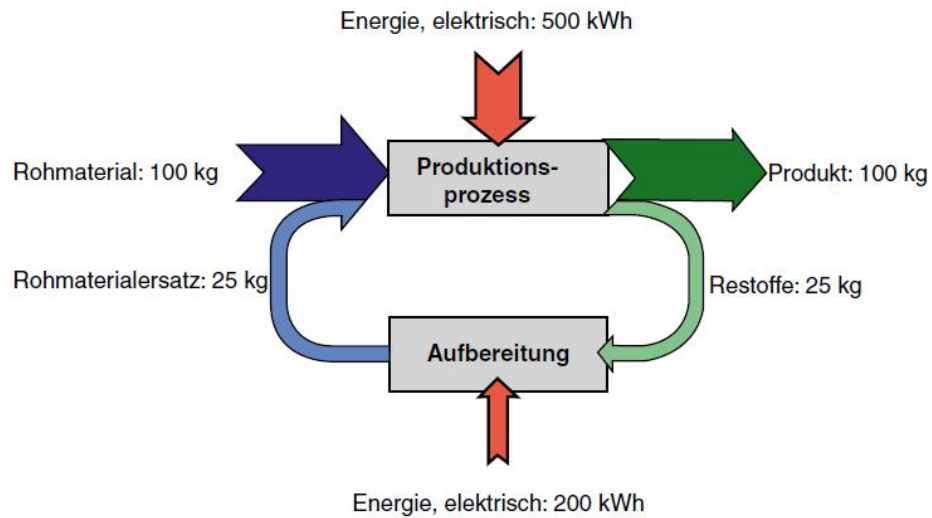 Energie, elektrisch: 500 kWh
Rohmaterial: 100 kg
Produktions-
prozess
Produkt: 100 kg
Rohmaterialersatz: 25 kg
Restoffe: 25 kg
Aufbereitung
Energie, elektrisch: 200 kWh